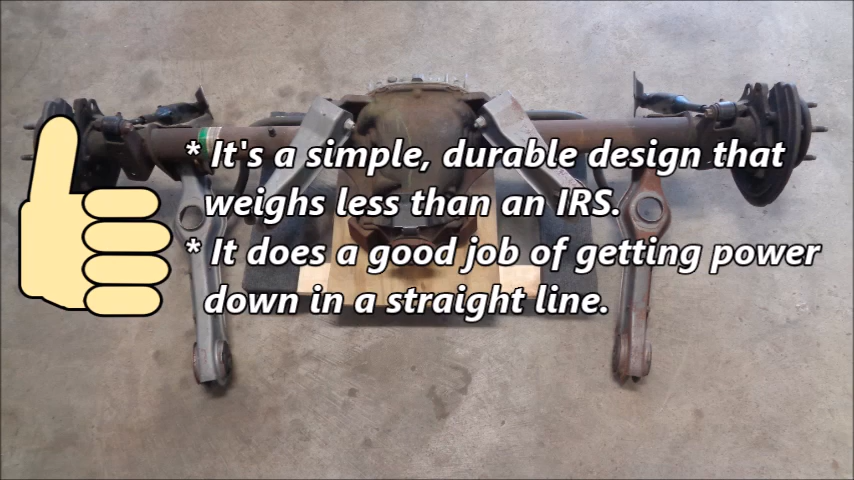 * It's a simple, durable design that
weighs less than an IRS.
* It does a good job of getting power
down in a straight line.